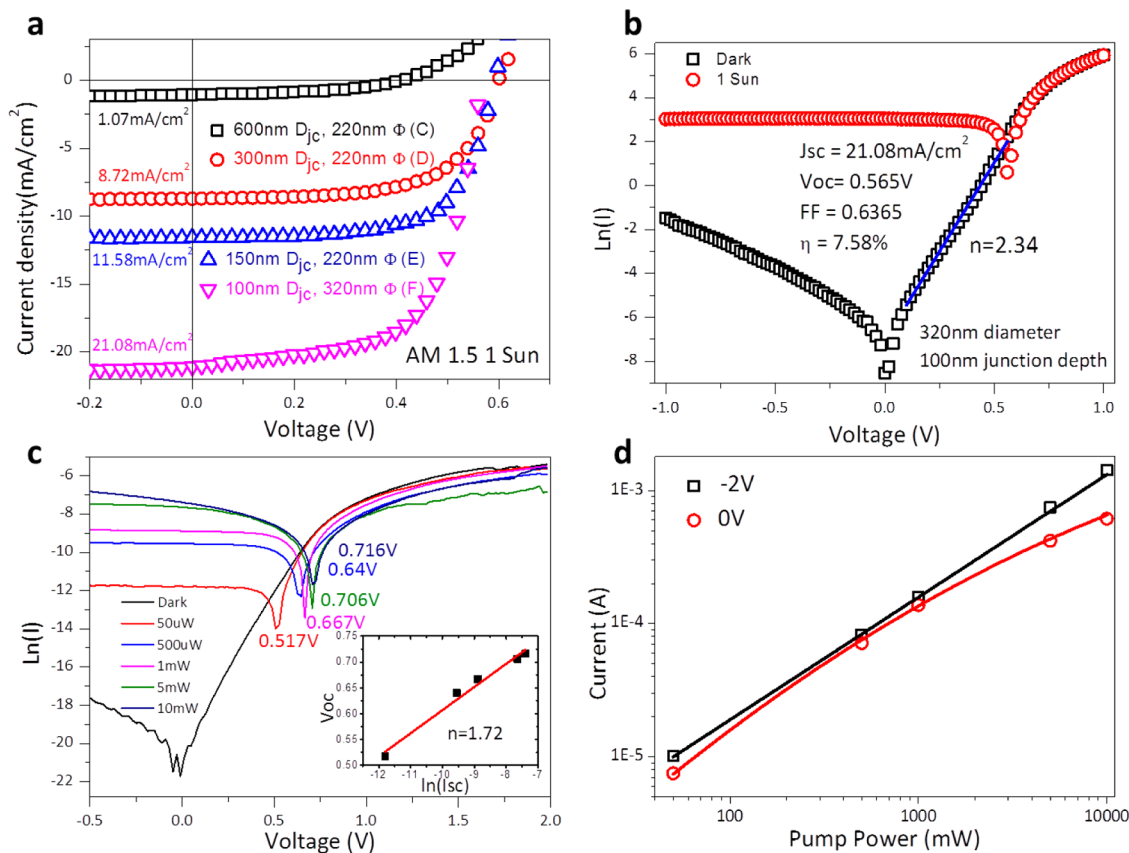 a
Current density(mA/cm²)
0
-5
-10
-15
-20
1.07mA/cm²
8.72mA/cm²
11.58mA/cm²
21.08mA/cm²
600nm Djc, 220nm Φ (C)
300nm Djc, 220nm Φ (D)
150nm Djc, 220nm Φ (E)
100nm Djc, 320nm Φ (F)
AM 1.5 1 Sun
-0.2 0.0 0.2 0.4 0.6
Voltage (V)
b
Ln(I)
6
4
2
0
-2
-4
-6
-8
Dark
1 Sun
Jsc = 21.08mA/cm²
Voc= 0.565V
FF = 0.6365
η = 7.58%
n=2.34
320nm diameter
100nm junction depth
-1.0 -0.5 0.0 0.5 1.0
Voltage (V)
c
Ln(I)
-6
-8
-10
-12
-14
-16
-18
-20
-22
Dark
50uW
500uW
1mW
5mW
10mW
0.716V
0.64V
0.706V
0.667V
0.517V
Voc
0.75
0.70
0.65
0.60
0.55
0.50
n=1.72
-12 -11 -10 -9 -8 -7
ln(Isc)
-0.5 0.0 0.5 1.0 1.5 2.0
Voltage (V)
d
Current (A)
1E-3
1E-4
1E-5
-2V
0V
100 1000 10000
Pump Power (mW)